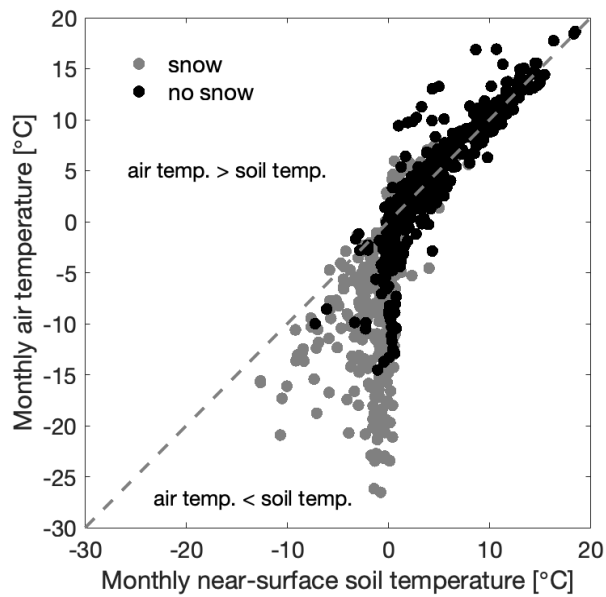 20
15
10
5
0
-5
-10
-15
-20
-25
-30
Monthly air temperature [°C]
snow
no snow
air temp. > soil temp.
air temp. < soil temp.
-30
-20
-10
0
10
20
Monthly near-surface soil temperature [°C]